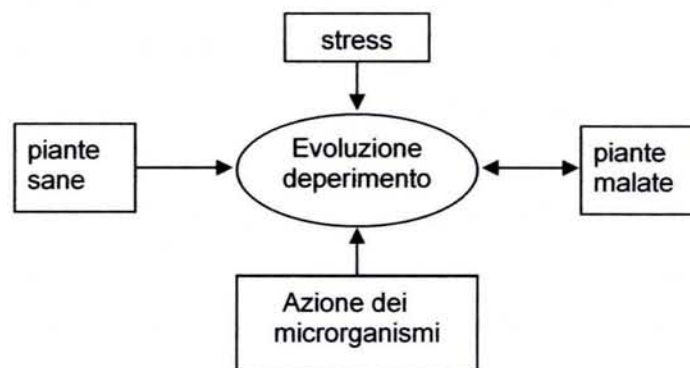 stress
piante
sane
Evoluzione
deperimento
piante
malate
Azione dei
microrganismi